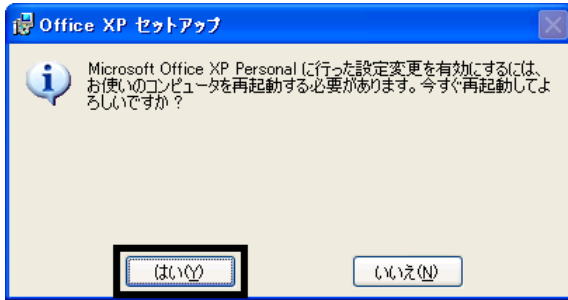 Office XP セットアップ
Microsoft Office XP Personal に行った設定変更を有効にするには、
お使いのコンピュータを再起動する必要があります。今すぐ再起動してよ
ろしいですか？
はい(Y)
いいえ(N)